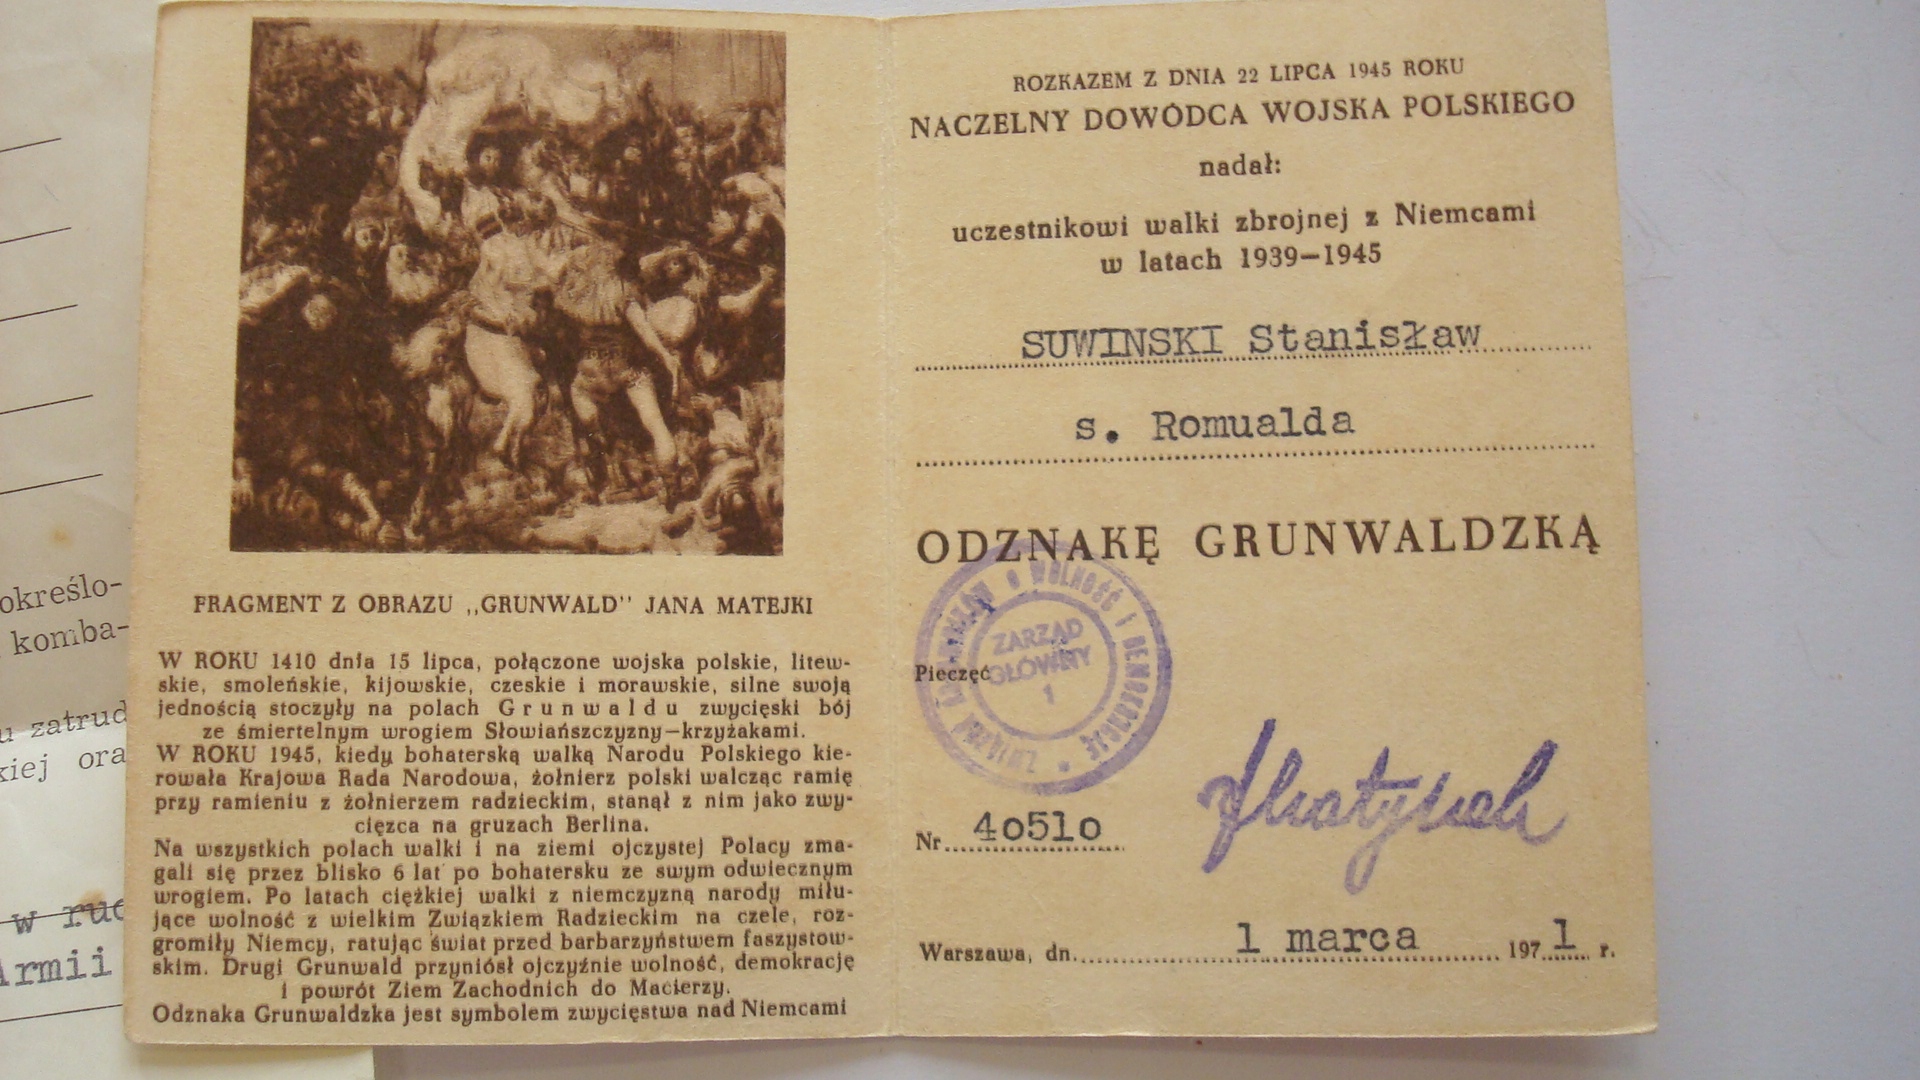 określo-
komba-
u zatrud
kiej ora
w ruc
Armii
FRAGMENT Z OBRAZU „GRUNWALD” JANA MATEJKI
W ROKU 1410 dnia 15 lipca, połączone wojska polskie, litew-
skie, smoleńskie, kijowskie, czeskie i morawskie, silne swoją
jednością stoczyły na polach Grunwaldu zwycięski bój
ze śmiertelnym wrogiem Słowiańszczyzny—krzyżakami.
W ROKU 1945, kiedy bohaterską walką Narodu Polskiego kie-
rowała Krajowa Rada Narodowa, żołnierz polski walcząc ramię
przy ramieniu z żołnierzem radzieckim, stanął z nim jako zwy-
cięzca na gruzach Berlina.
Na wszystkich polach walki i na ziemi ojczystej Polacy zma-
gali się przez blisko 6 lat po bohatersku ze swym odwiecznym
wrogiem. Po latach ciężkiej walki z niemczyzną narody miłu-
jące wolność z wielkim Związkiem Radzieckim na czele, roz-
gromiły Niemcy, ratując świat przed barbarzyństwem faszystow-
skim. Drugi Grunwald przyniósł ojczyźnie wolność, demokrację
i powrót Ziem Zachodnich do Macierzy.
Odznaka Grunwaldzka jest symbolem zwycięstwa nad Niemcami
ROZKAZEM Z DNIA 22 LIPCA 1945 ROKU
NACZELNY DOWÓDCA WOJSKA POLSKIEGO
nadał:
uczestnikowi walki zbrojnej z Niemcami
w latach 1939—1945
SUWINSKI Stanisław
s. Romualda
ODZNAKĘ GRUNWALDZKĄ
O WOLNOŚĆ I DEMOKRACJĘ * ZWIĄZEK
ZARZĄD
GŁÓWNY
1
Pieczęć
Nr 40510
Warszawa, dn. 1 marca 1971 r.